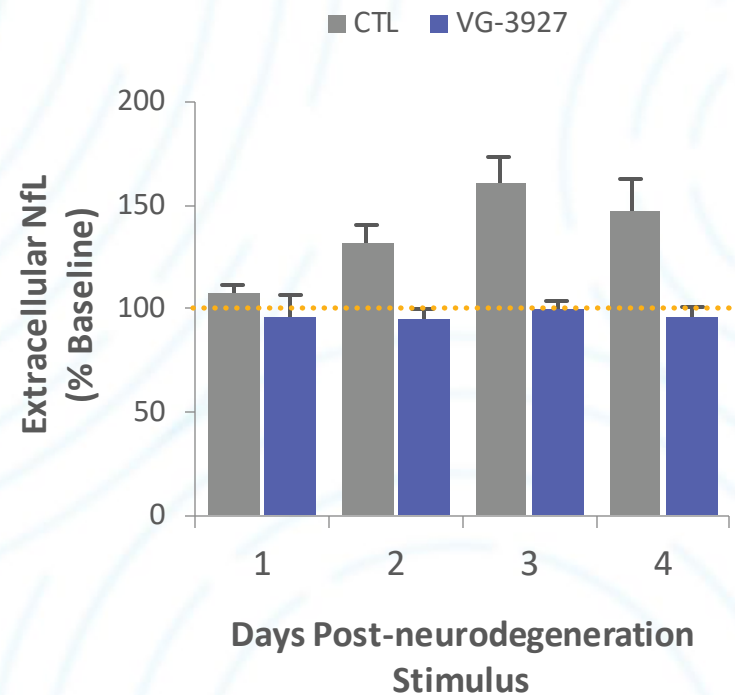 CTL VG-3927
200
150
100
50
0
Extracellular NfL
(% Baseline)
1 2 3 4
Days Post-neurodegeneration
Stimulus